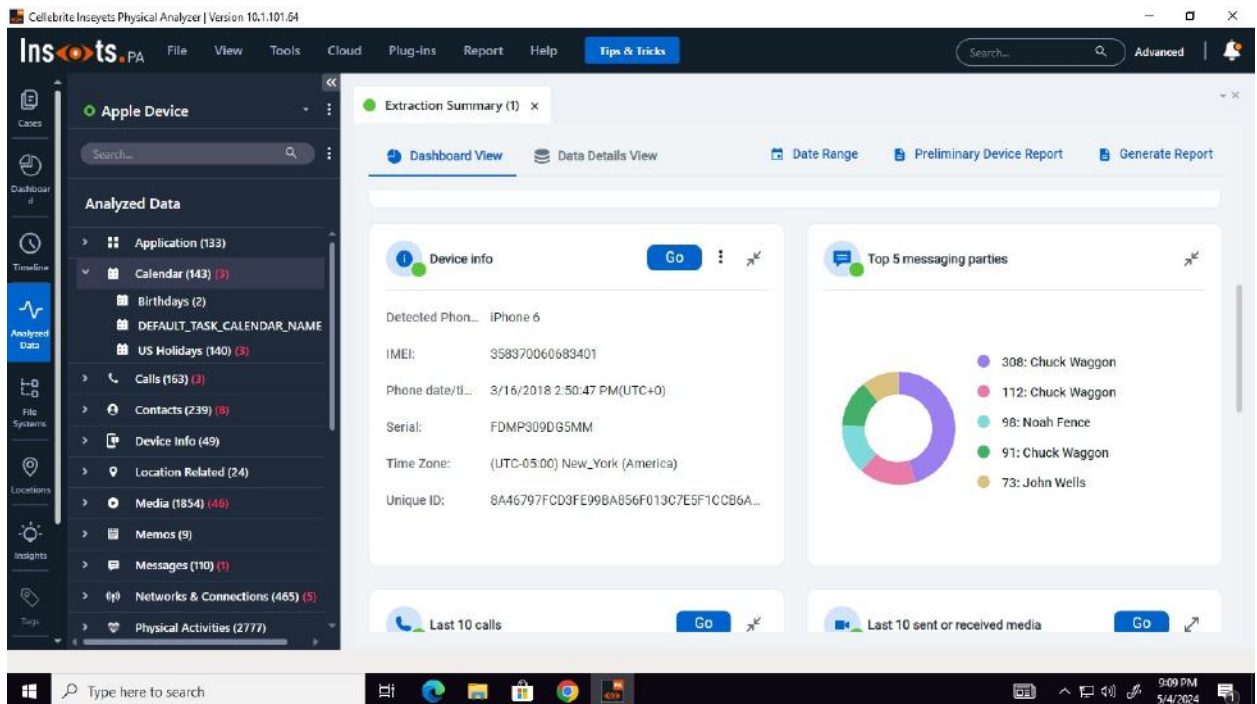 Cellebrite Inseyets Physical Analyzer | Version 10.1.101.64
Ins ts.PA File View Tools Cloud Plug-ins Report Help Tips & Tricks Search... Advanced
Cases
Dashboar
d
Timeline
Analyzed
Data
File
Systems
Locations
Insights
Tags
Apple Device
Search...
Analyzed Data
Application (133)
Calendar (143) (3)
Birthdays (2)
DEFAULT_TASK_CALENDAR_NAME
US Holidays (140) (3)
Calls (163) (3)
Contacts (239) (8)
Device Info (49)
Location Related (24)
Media (1854) (46)
Memos (9)
Messages (110) (1)
Networks & Connections (465) (5)
Physical Activities (2777)
Extraction Summary (1)
Dashboard View Data Details View Date Range Preliminary Device Report Generate Report
Device info Go
Detected Phon... iPhone 6
IMEI: 358370060683401
Phone date/ti... 3/16/2018 2:50:47 PM(UTC+0)
Serial: FDMP309DG5MM
Time Zone: (UTC-05:00) New_York (America)
Unique ID: 8A46797FCD3FE99BA856F013C7E5F1CCB6A...
Top 5 messaging parties
308: Chuck Waggon
112: Chuck Waggon
98: Noah Fence
91: Chuck Waggon
73: John Wells
Last 10 calls Go
Last 10 sent or received media Go
Type here to search
9:09 PM
5/4/2024